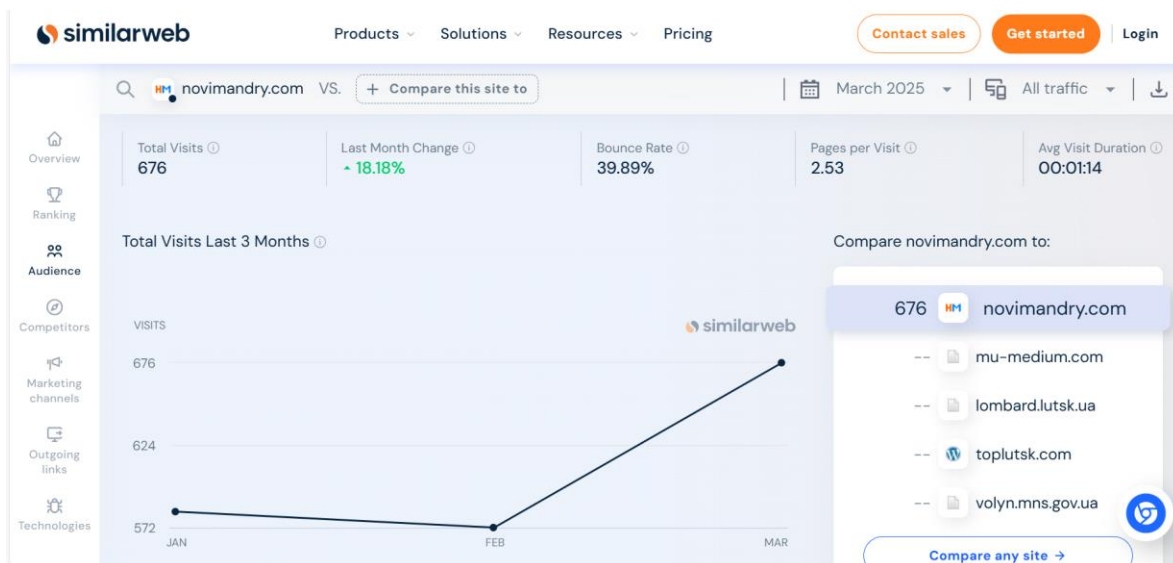 similarweb
Products Solutions Resources Pricing Contact sales Get started Login
HM novimandry.com VS. + Compare this site to March 2025 All traffic
Overview
Ranking
Audience
Competitors
Marketing
channels
Outgoing
links
Technologies
Total Visits Last Month Change Bounce Rate Pages per Visit Avg Visit Duration
676 18.18% 39.89% 2.53 00:01:14
Total Visits Last 3 Months
VISITS
similarweb
676
624
572
JAN FEB MAR
Compare novimandry.com to:
676 HM novimandry.com
-- mu-medium.com
-- lombard.lutsk.ua
-- toplutsk.com
-- volyn.mns.gov.ua
Compare any site →